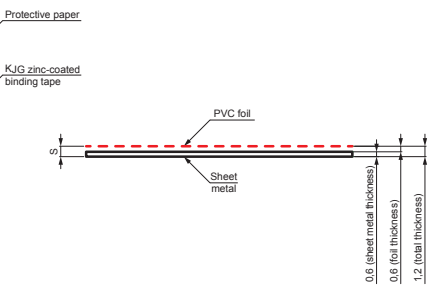 Protective paper
KJG zinc-coated
binding tape
PVC foil
S
Sheet
metal
0,6 (sheet metal thickness)
0,6 (foil thickness)
1,2 (total thickness)